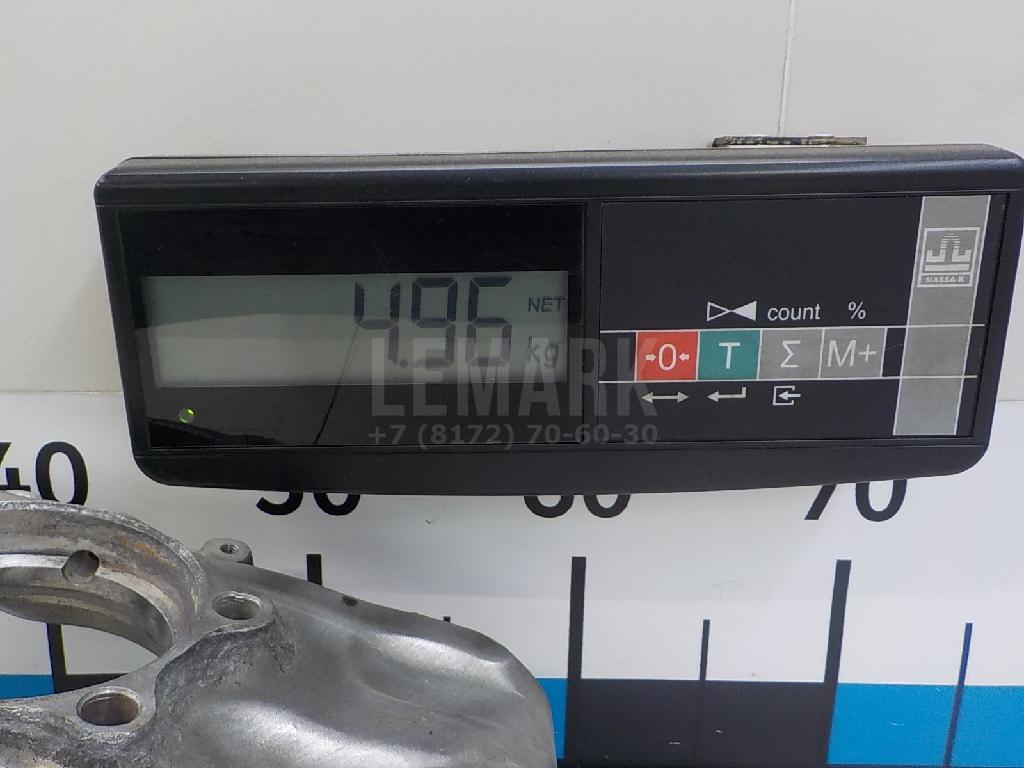 count %
MASSA-K
4.96 NET kg
→0← T Σ M+
LEMARK
+7 (8172) 70-60-30
40 50 60 70